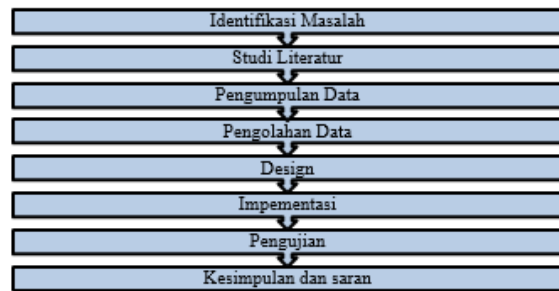 Identifikasi Masalah
Studi Literatur
Pengumpulan Data
Pengolahan Data
Design
Impementasi
Pengujian
Kesimpulan dan saran